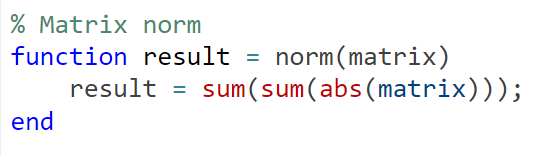 % Matrix norm
function result = norm(matrix)
    result = sum(sum(abs(matrix)));
end